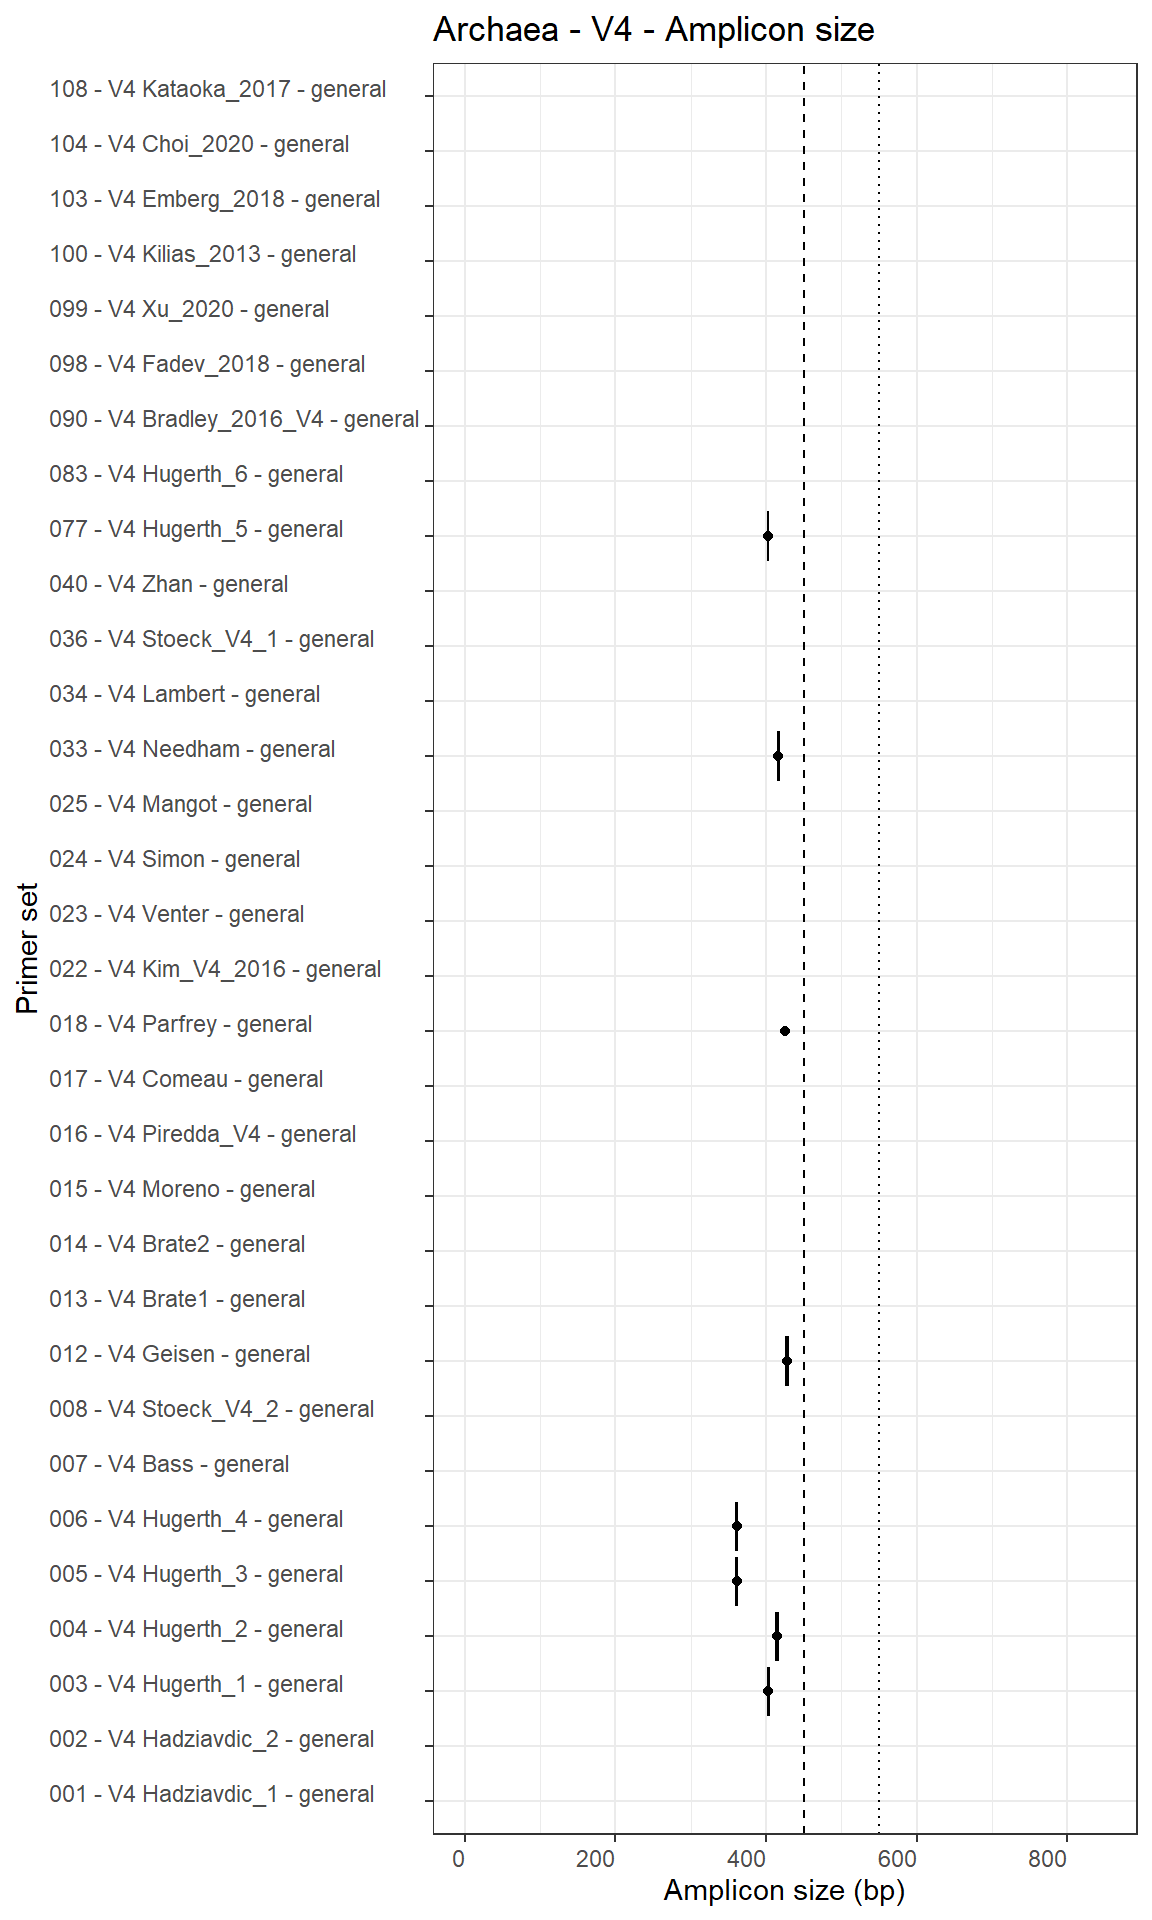 Archaea - V4 - Amplicon size
108 - V4 Kataoka_2017 - general
104 - V4 Choi_2020 - general
103 - V4 Emberg_2018 - general
100 - V4 Kilias_2013 - general
099 - V4 Xu_2020 - general
098 - V4 Fadev_2018 - general
090 - V4 Bradley_2016_V4 - general
083 - V4 Hugerth_6 - general
077 - V4 Hugerth_5 - general
040 - V4 Zhan - general
036 - V4 Stoeck_V4_1 - general
034 - V4 Lambert - general
033 - V4 Needham - general
025 - V4 Mangot - general
024 - V4 Simon - general
023 - V4 Venter - general
022 - V4 Kim_V4_2016 - general
018 - V4 Parfrey - general
017 - V4 Comeau - general
016 - V4 Piredda_V4 - general
015 - V4 Moreno - general
014 - V4 Brate2 - general
013 - V4 Brate1 - general
012 - V4 Geisen - general
008 - V4 Stoeck_V4_2 - general
007 - V4 Bass - general
006 - V4 Hugerth_4 - general
005 - V4 Hugerth_3 - general
004 - V4 Hugerth_2 - general
003 - V4 Hugerth_1 - general
002 - V4 Hadziavdic_2 - general
001 - V4 Hadziavdic_1 - general
Primer set
0 200 400 600 800
Amplicon size (bp)